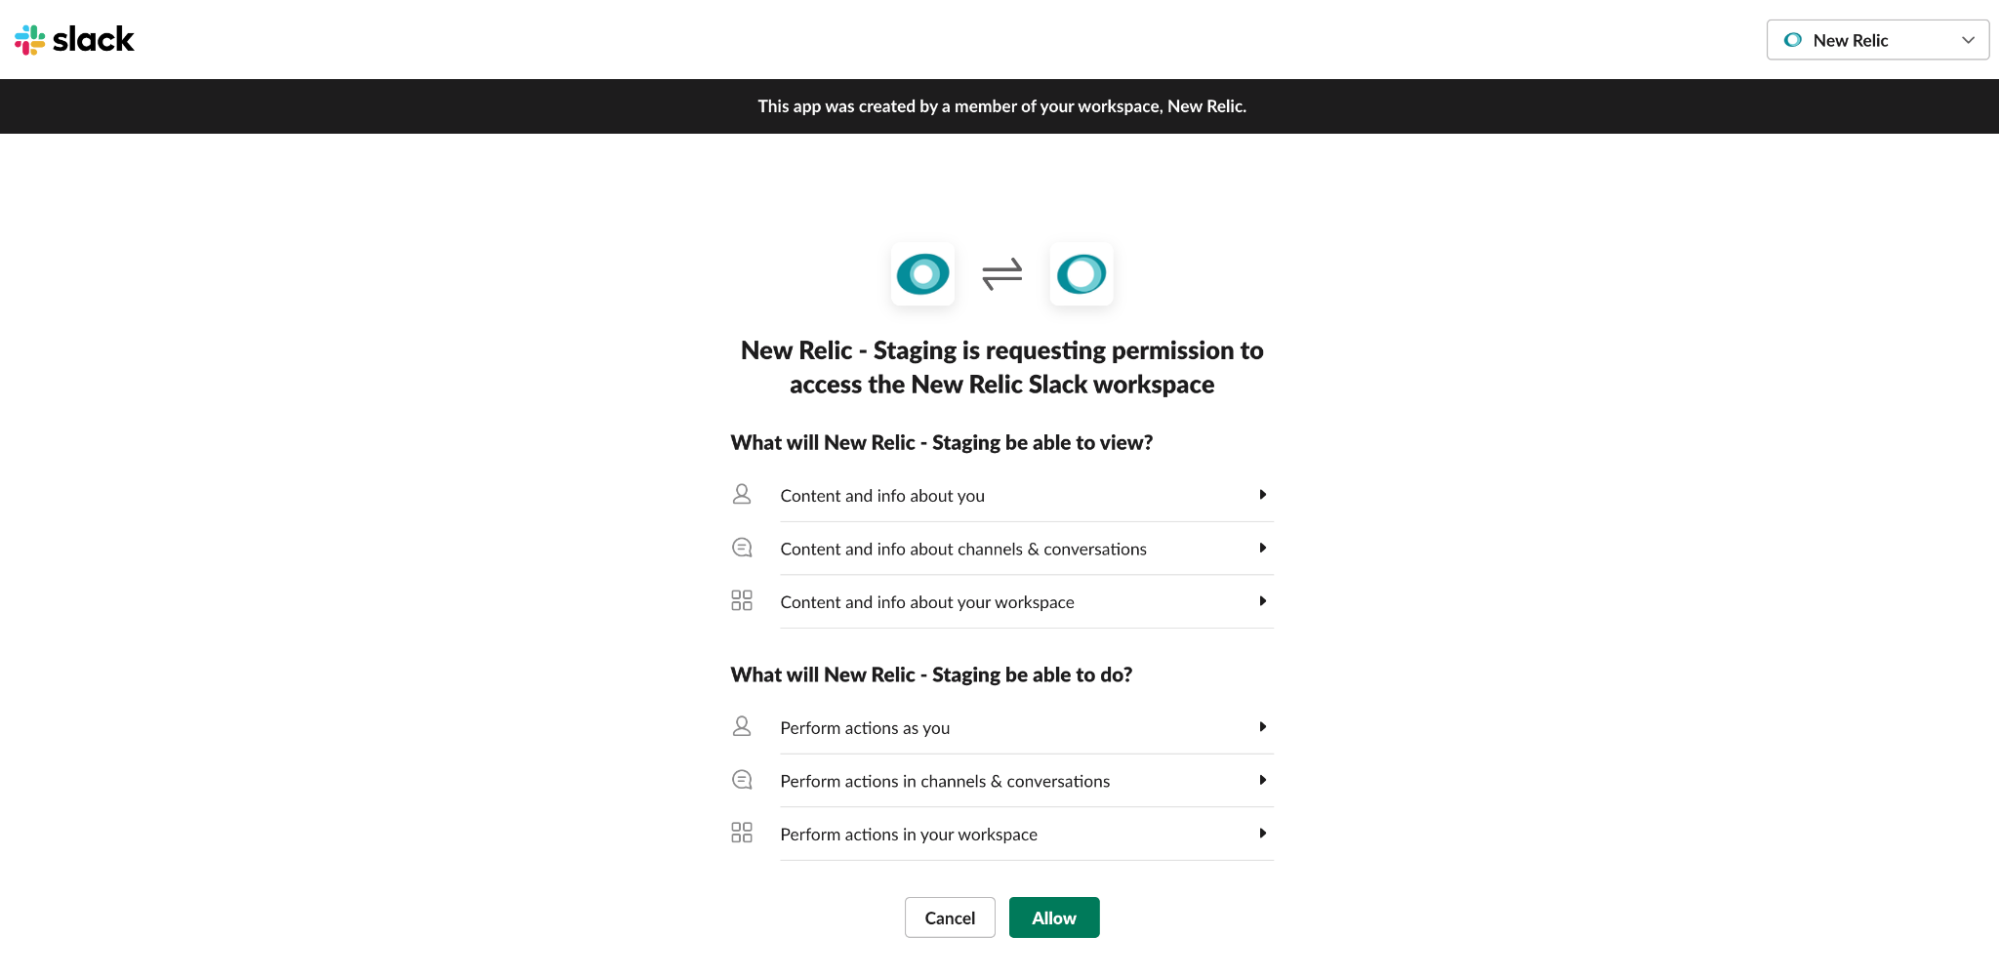 slack
New Relic
This app was created by a member of your workspace, New Relic.
New Relic - Staging is requesting permission to
access the New Relic Slack workspace
What will New Relic - Staging be able to view?
Content and info about you
Content and info about channels & conversations
Content and info about your workspace
What will New Relic - Staging be able to do?
Perform actions as you
Perform actions in channels & conversations
Perform actions in your workspace
Cancel
Allow